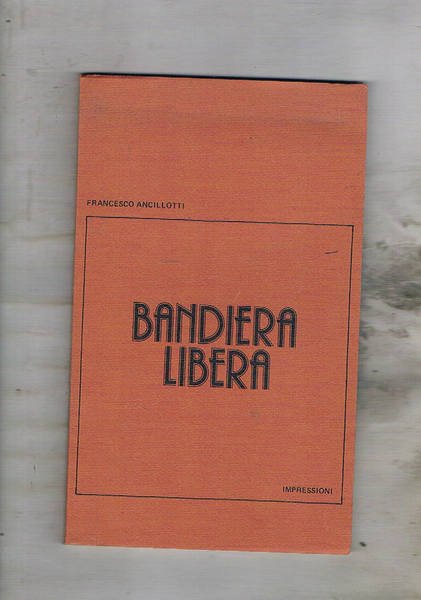 FRANCESCO ANCILLOTTI
BANDIERA
LIBERA
IMPRESSIONI